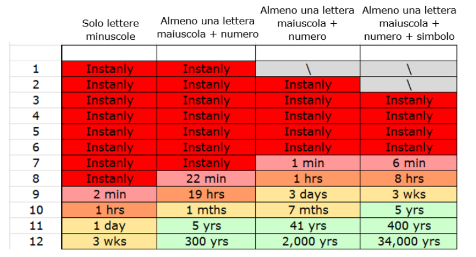 Solo lettere minuscole Almeno una lettera maiuscola + numero Almeno una lettera maiuscola + numero Almeno una lettera maiuscola + numero + simbolo
1 Instanly Instanly \ \
2 Instanly Instanly Instanly \
3 Instanly Instanly Instanly Instanly
4 Instanly Instanly Instanly Instanly
5 Instanly Instanly Instanly Instanly
6 Instanly Instanly Instanly Instanly
7 Instanly Instanly 1 min 6 min
8 Instanly 22 min 1 hrs 8 hrs
9 2 min 19 hrs 3 days 3 wks
10 1 hrs 1 mths 7 mths 5 yrs
11 1 day 5 yrs 41 yrs 400 yrs
12 3 wks 300 yrs 2,000 yrs 34,000 yrs